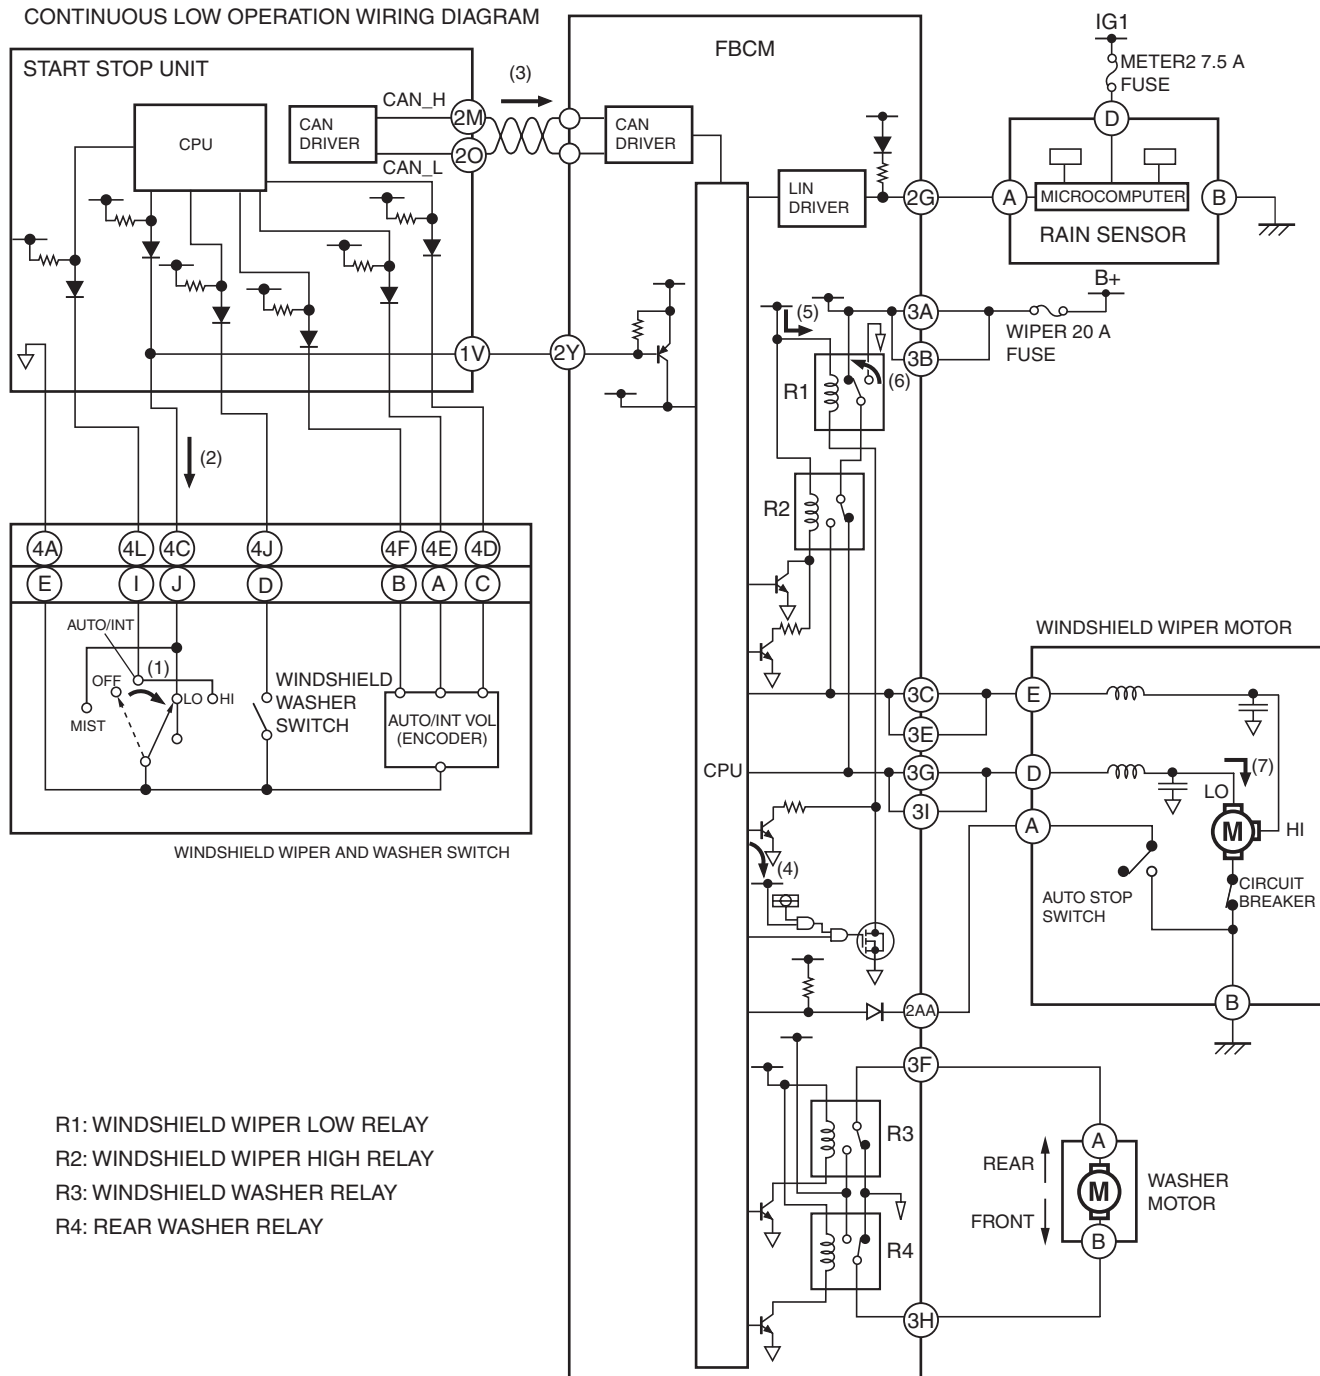 CONTINUOUS LOW OPERATION WIRING DIAGRAM
START STOP UNIT
CPU
CAN
DRIVER
CAN_H
CAN_L
2M
2O
(3)
1V
(2)
FBCM
CAN
DRIVER
LIN
DRIVER
2G
2Y
CPU
(5)
R1
(6)
R2
3A
3B
3C
3E
3G
3I
(4)
2AA
3F
R3
R4
3H
IG1
METER2 7.5 A
FUSE
D
A
MICROCOMPUTER
B
RAIN SENSOR
B+
WIPER 20 A
FUSE
4A
4L
4C
4J
4F
4E
4D
E
I
J
D
B
A
C
AUTO/INT
(1)
OFF
LO
HI
MIST
WINDSHIELD
WASHER
SWITCH
AUTO/INT VOL
(ENCODER)
WINDSHIELD WIPER AND WASHER SWITCH
WINDSHIELD WIPER MOTOR
E
D
A
(7)
LO
M
HI
AUTO STOP
SWITCH
CIRCUIT
BREAKER
B
A
REAR
FRONT
M
WASHER
MOTOR
B
R1: WINDSHIELD WIPER LOW RELAY
R2: WINDSHIELD WIPER HIGH RELAY
R3: WINDSHIELD WASHER RELAY
R4: REAR WASHER RELAY